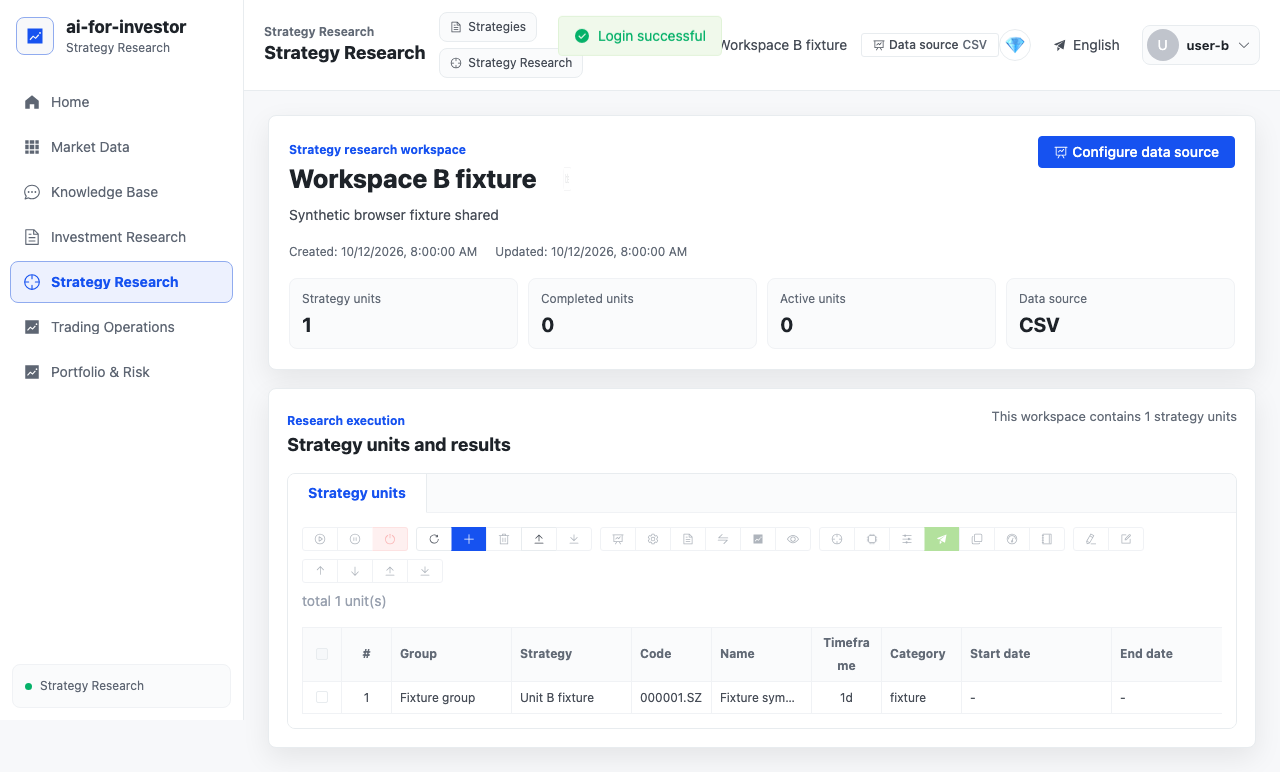 ai-for-investor
Strategy Research
Home
Market Data
Knowledge Base
Investment Research
Strategy Research
Trading Operations
Portfolio & Risk
Strategy Research
Strategy Research
Strategy Research
Strategies
Strategy Research
Login successful
Workspace B fixture
Data source CSV
English
U
user-b
Strategy research workspace
Workspace B fixture
Configure data source
Synthetic browser fixture shared
Created: 10/12/2026, 8:00:00 AM Updated: 10/12/2026, 8:00:00 AM
Strategy units
1
Completed units
0
Active units
0
Data source
CSV
Research execution
Strategy units and results
This workspace contains 1 strategy units
Strategy units
total 1 unit(s)
# Group Strategy Code Name Timeframe Category Start date End date
1 Fixture group Unit B fixture 000001.SZ Fixture sym... 1d fixture - -